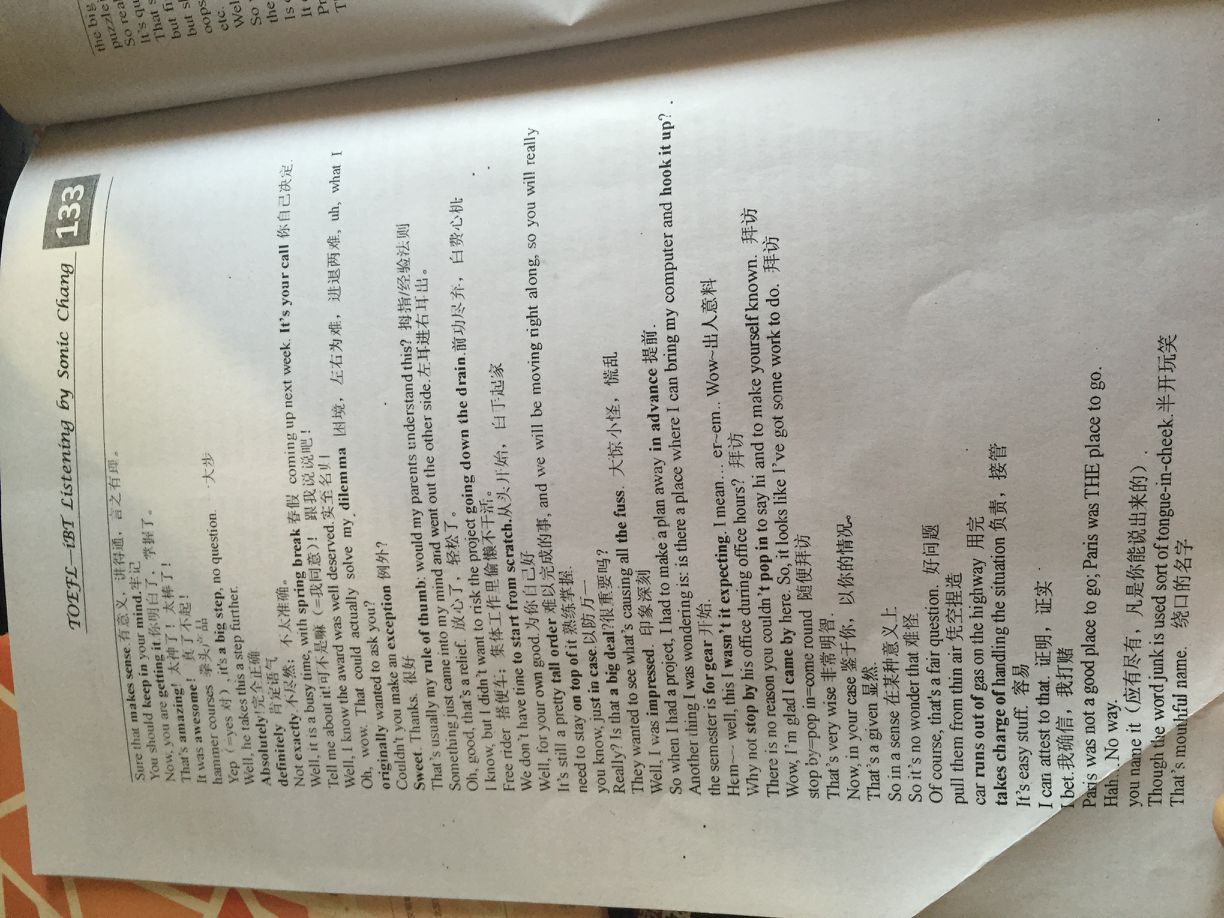 TOEFL—iBT Listening by Sonic Chang 133
Sure that makes sense.有意义，讲得通，言之有理。
You should keep in your mind.牢记
Now, you are getting it.你明白了，掌握了。
That's amazing! 太神了！太棒了！
It was awesome! 真了不起！
hammer courses 拳头产品
Yep（=yes 对）, it's a big step, no question. 一大步
Well, he takes this a step further.
Absolutely!完全正确
definitely 肯定语气
Not exactly.不尽然；不太准确。
Well, it is a busy time, with spring break 春假 coming up next week. It's your call 你自己决定.
Tell me about it!可不是嘛（=我同意）！ 跟我说说吧！
Well, I know the award was well deserved.实至名归
Oh, wow. That could actually solve my dilemma 困境，左右为难，进退两难, uh, what I
originally wanted to ask you?
Couldn't you make an exception 例外?
Sweet. Thanks. 很好
That's usually my rule of thumb: would my parents understand this? 拇指/经验法则
Something just came into my mind and went out the other side.左耳进右耳出。
Oh, good, that's a relief. 放心了，轻松了。
I know, but I didn't want to risk the project going down the drain.前功尽弃，白费心机
Free rider 搭便车；集体工作里偷懒不干活。
We don't have time to start from scratch.从头开始，白手起家
Well, for your own good.为你自己好
It's still a pretty tall order 难以完成的事, and we will be moving right along, so you will really
need to stay on top of it 熟练掌握.
you know, just in case.以防万一
Really? Is that a big deal?很重要吗？
They wanted to see what's causing all the fuss. 大惊小怪，慌乱
Well, I was impressed. 印象深刻
So when I had a project, I had to make a plan away in advance 提前.
Another thing I was wondering is: is there a place where I can bring my computer and hook it up?
the semester is for gear 开始.
Hem~~ well, this I wasn't it expecting. I mean… er~em.. Wow~出人意料
Why not stop by his office during office hours? 拜访
There is no reason you couldn't pop in to say hi and to make yourself known. 拜访
Wow, I'm glad I came by here. So, it looks like I've got some work to do. 拜访
stop by=pop in=come round 随便拜访
That's very wise 非常明智.
Now, in your case 鉴于你，以你的情况。
That's a given 显然.
So in a sense 在某种意义上
So it's no wonder that 难怪
Of course, that's a fair question. 好问题
pull them from thin air 凭空捏造
car runs out of gas on the highway 用完
takes charge of handling the situation 负责，接管
It's easy stuff. 容易
I can attest to that. 证明，证实
I bet.我确信，我打赌
Paris was not a good place to go; Paris was THE place to go.
Hah…No way.
you name it（应有尽有，凡是你能说出来的）.
Though the word junk is used sort of tongue-in-cheek.半开玩笑
That's mouthful name. 绕口的名字
the big
puzzle
So rea
It's qu
That s
but fi
but s
oops
etc.
Wel
So
the
Is
It
Pr
T